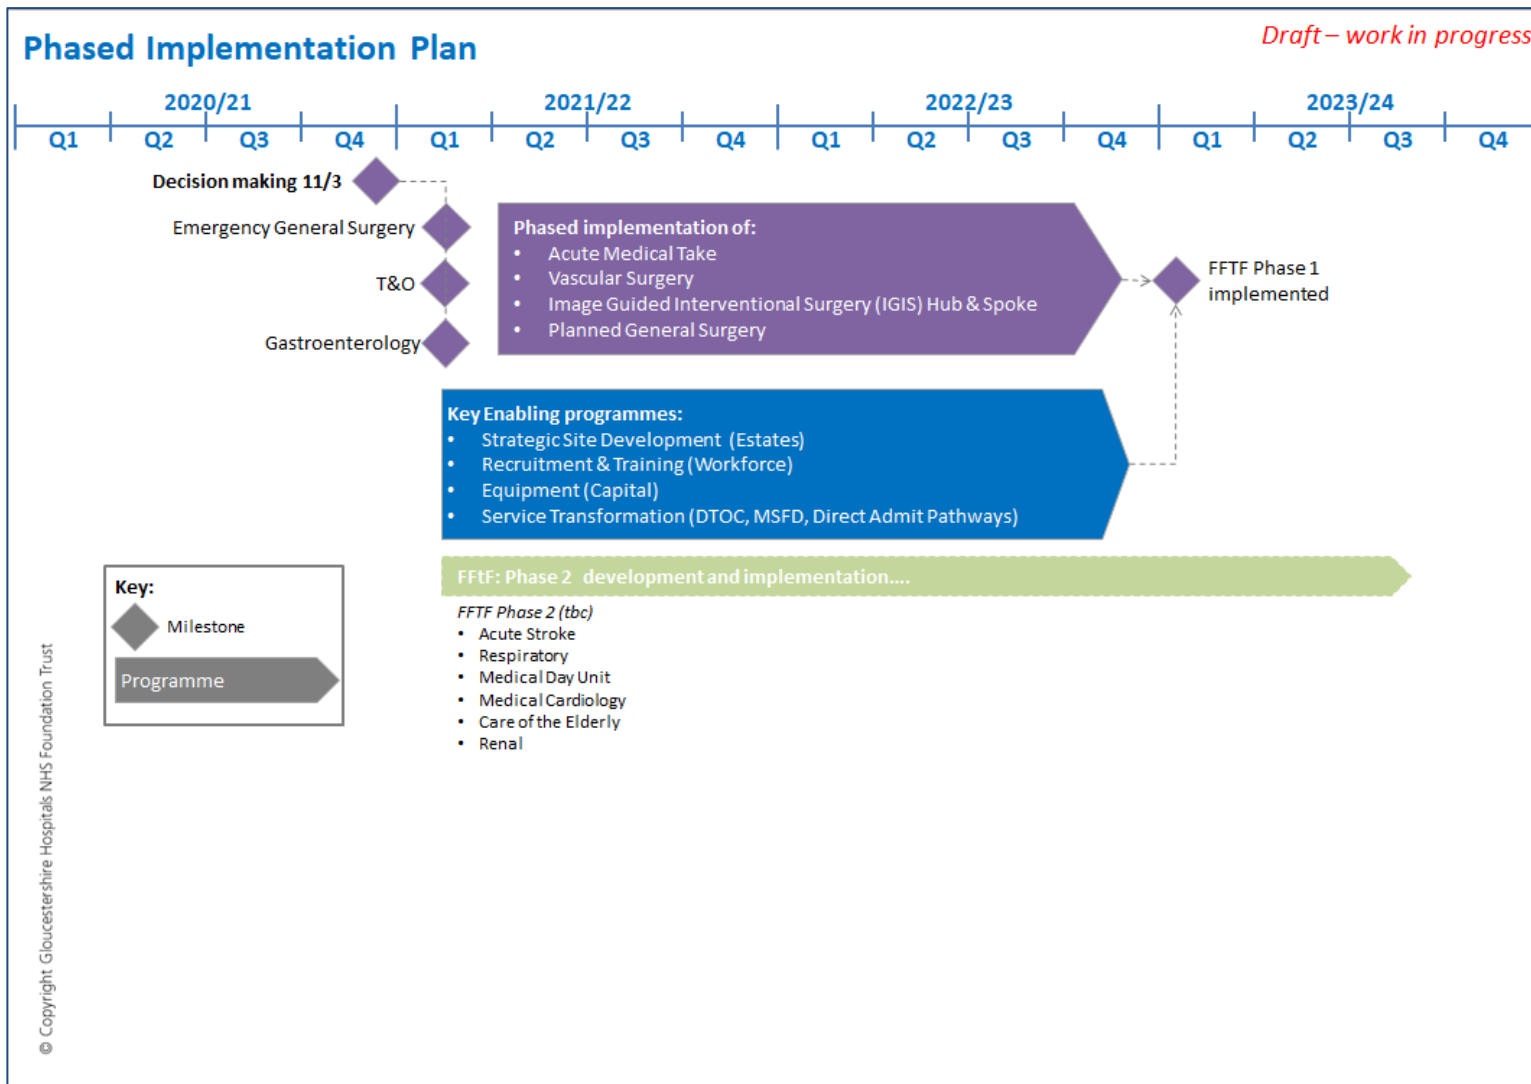 Phased Implementation Plan
Draft – work in progress
2020/21 2021/22 2022/23 2023/24
Q1 Q2 Q3 Q4 Q1 Q2 Q3 Q4 Q1 Q2 Q3 Q4 Q1 Q2 Q3 Q4
Decision making 11/3
Emergency General Surgery
T&O
Gastroenterology
Phased implementation of:
• Acute Medical Take
• Vascular Surgery
• Image Guided Interventional Surgery (IGIS) Hub & Spoke
• Planned General Surgery
FFTF Phase 1
implemented
Key Enabling programmes:
• Strategic Site Development (Estates)
• Recruitment & Training (Workforce)
• Equipment (Capital)
• Service Transformation (DTOC, MSFD, Direct Admit Pathways)
FFtF: Phase 2 development and implementation....
FFTF Phase 2 (tbc)
• Acute Stroke
• Respiratory
• Medical Day Unit
• Medical Cardiology
• Care of the Elderly
• Renal
Key:
Milestone
Programme
© Copyright Gloucestershire Hospitals NHS Foundation Trust